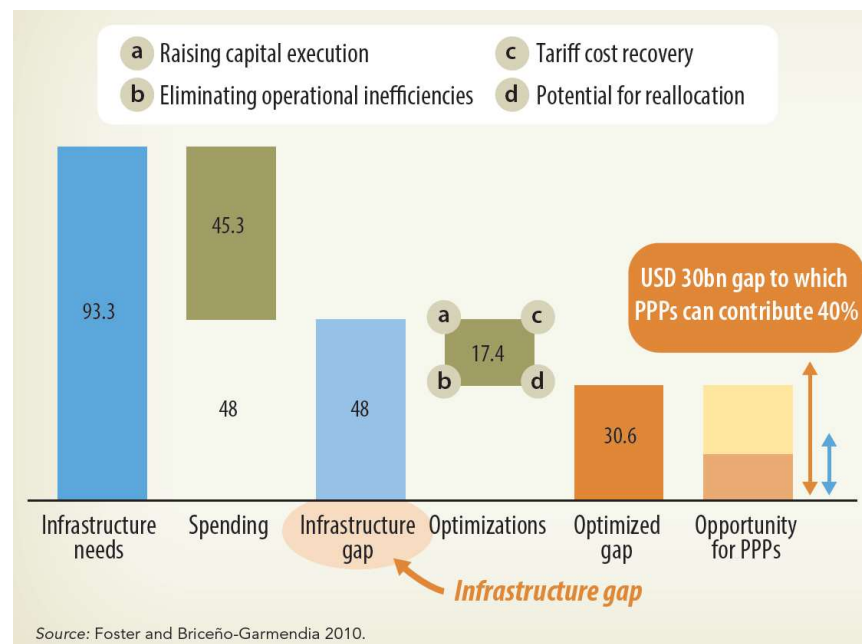 a Raising capital execution
c Tariff cost recovery
b Eliminating operational inefficiencies
d Potential for reallocation
45.3
93.3
48
48
a
c
17.4
b
d
30.6
USD 30bn gap to which
PPPs can contribute 40%
Infrastructure
needs
Spending
Infrastructure
gap
Optimizations
Optimized
gap
Opportunity
for PPPs
Infrastructure gap
Source: Foster and Briceño-Garmendia 2010.